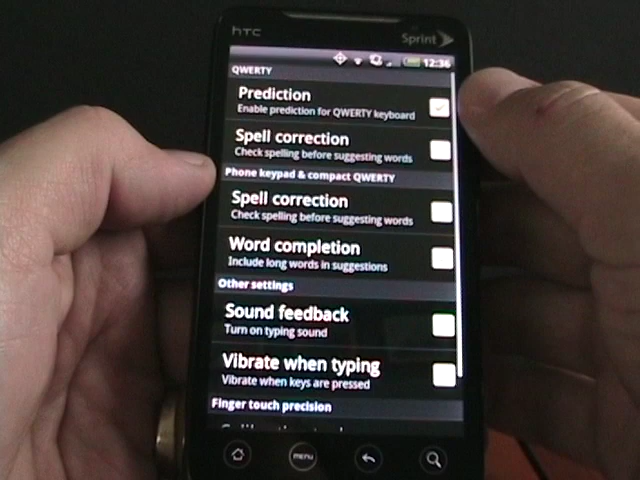 hTC
Sprint
12:36
QWERTY
Prediction
Enable prediction for QWERTY keyboard
Spell correction
Check spelling before suggesting words
Phone keypad & compact QWERTY
Spell correction
Check spelling before suggesting words
Word completion
Include long words in suggestions
Other settings
Sound feedback
Turn on typing sound
Vibrate when typing
Vibrate when keys are pressed
Finger touch precision
menu